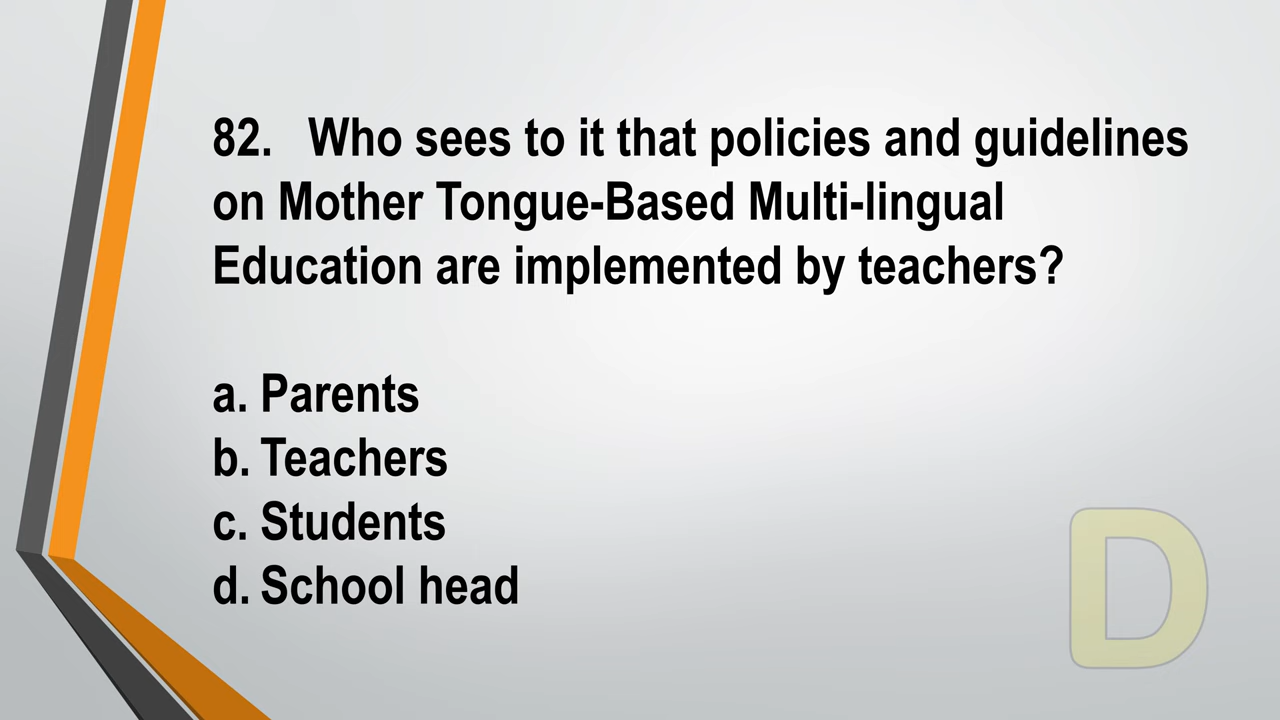 82. Who sees to it that policies and guidelines
on Mother Tongue-Based Multi-lingual
Education are implemented by teachers?
a. Parents
b. Teachers
c. Students
d. School head
D